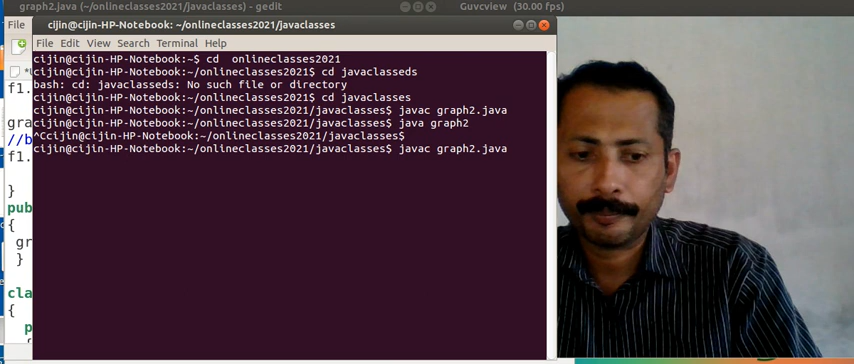 graph2.java (~/onlineclasses2021/javaclasses) - gedit
Guvcview (30.00 fps)
File
cijin@cijin-HP-Notebook: ~/onlineclasses2021/javaclasses
File Edit View Search Terminal Help
cijin@cijin-HP-Notebook:~$ cd  onlineclasses2021
cijin@cijin-HP-Notebook:~/onlineclasses2021$ cd javaclasseds
bash: cd: javaclasseds: No such file or directory
cijin@cijin-HP-Notebook:~/onlineclasses2021$ cd javaclasses
cijin@cijin-HP-Notebook:~/onlineclasses2021/javaclasses$ javac graph2.java
cijin@cijin-HP-Notebook:~/onlineclasses2021/javaclasses$ java graph2
^Ccijin@cijin-HP-Notebook:~/onlineclasses2021/javaclasses$
cijin@cijin-HP-Notebook:~/onlineclasses2021/javaclasses$ javac graph2.java
f1.
gra
//b
f1.
}
pub
{
gr
}
cla
{
p